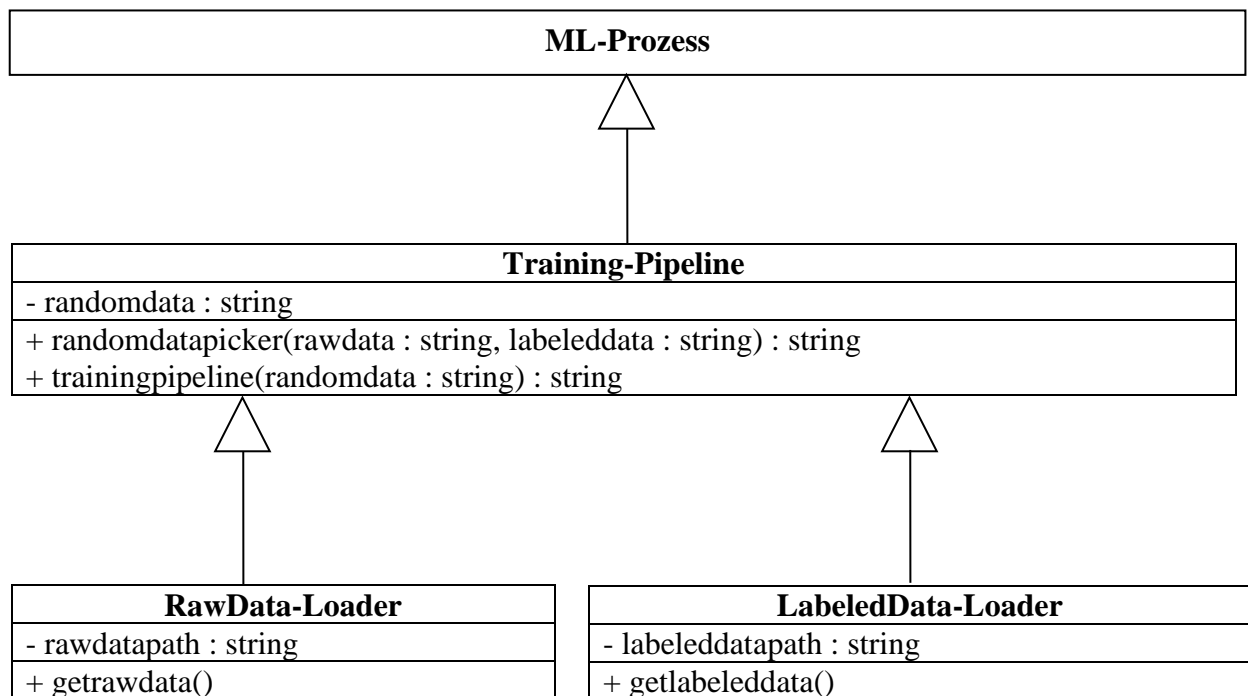 ML-Prozess
Training-Pipeline
- randomdata : string
+ randomdatapicker(rawdata : string, labeleddata : string) : string
+ trainingpipeline(randomdata : string) : string
RawData-Loader
- rawdatapath : string
+ getrawdata()
LabeledData-Loader
- labeleddatapath : string
+ getlabeleddata()